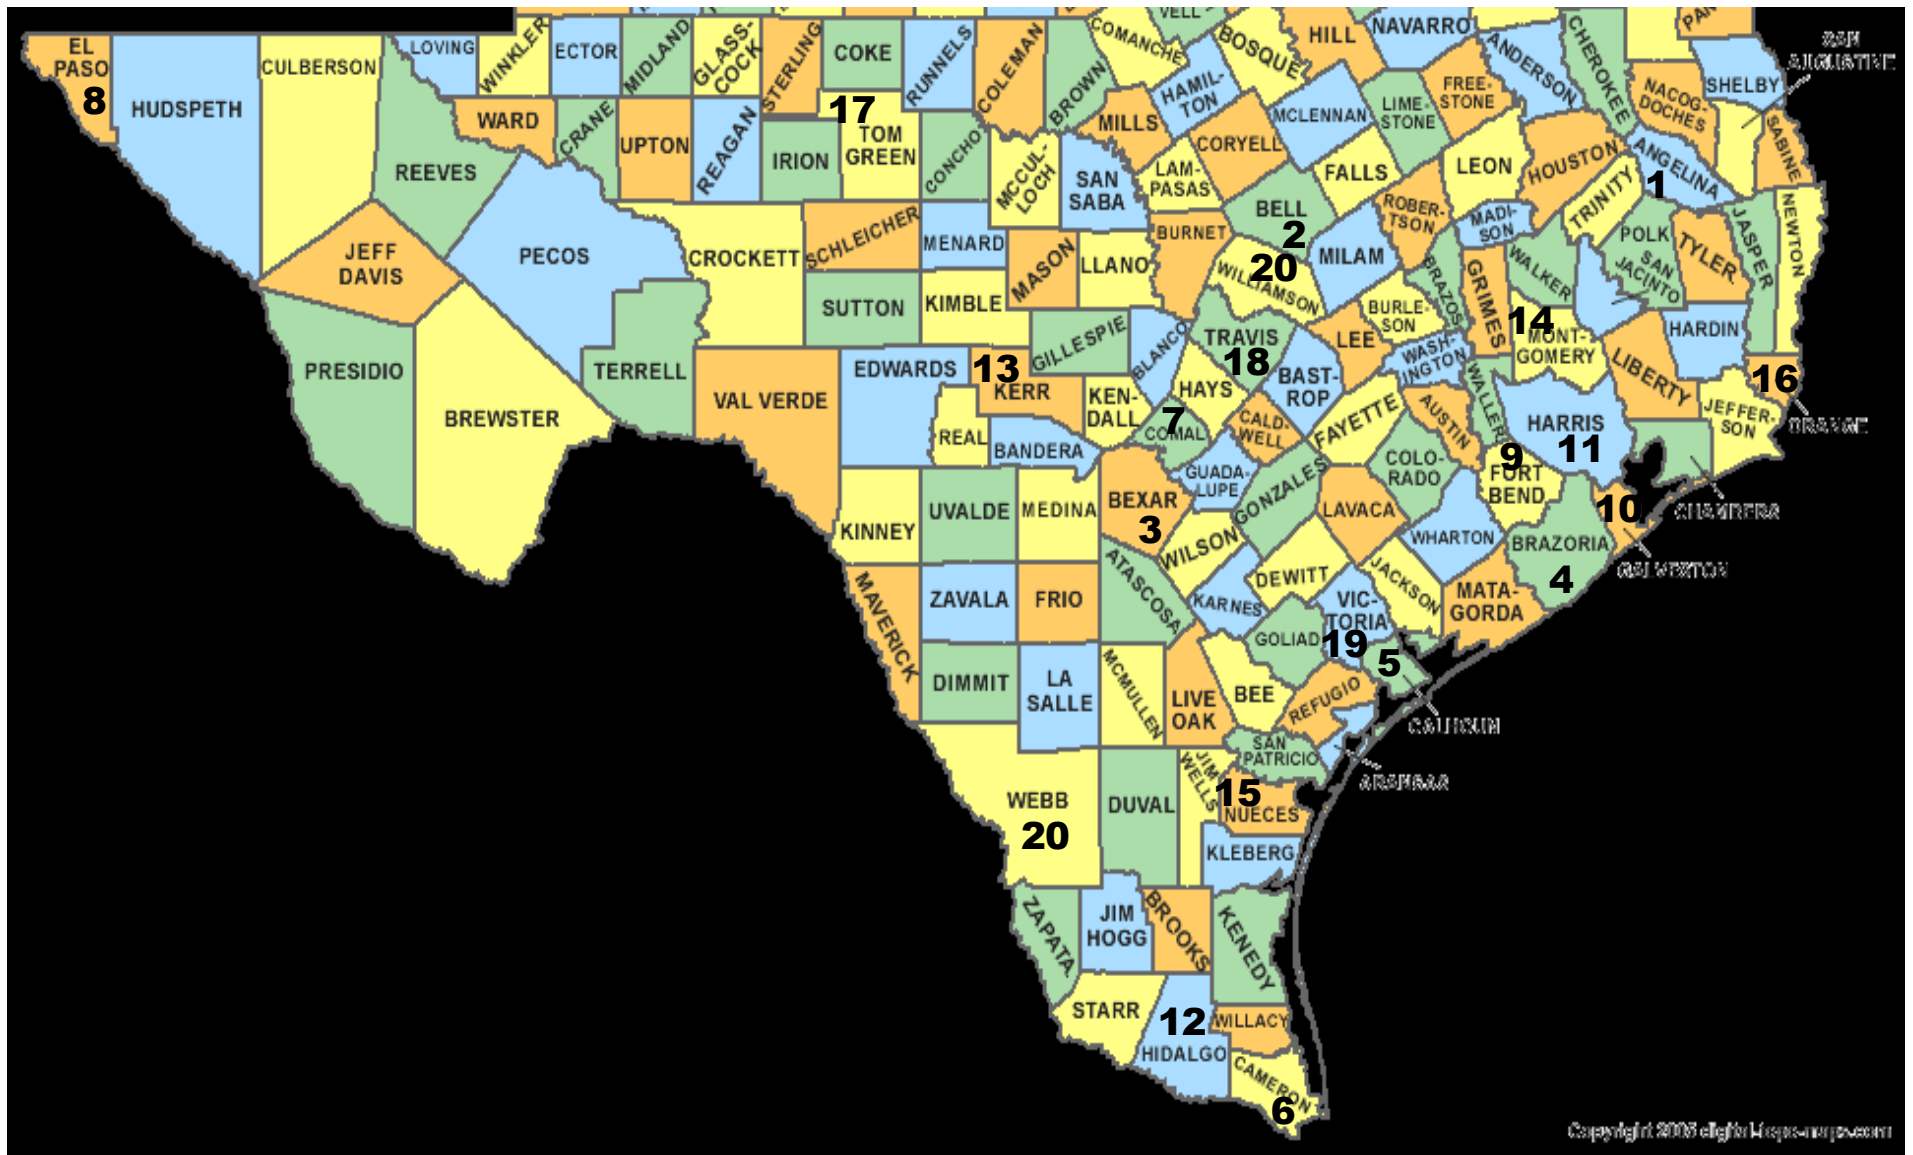 VELL
COMANCHE
BOSQUE
HILL
NAVARRO
CHEROKEE
PAN
SAN
AUGUSTINE
EL
PASO
8
HUDSPETH
CULBERSON
LOVING
WINKLER
ECTOR
MIDLAND
GLASS-
COCK
STERLING
COKE
RUNNELS
COLEMAN
BROWN
HAMIL-
TON
MCLENNAN
LIME-
STONE
FREE-
STONE
ANDERSON
NACOG-
DOCHES
SHELBY
SABINE
REEVES
WARD
CRANE
UPTON
REAGAN
IRION
17
TOM
GREEN
CONCHO
MCCUL-
LOCH
SAN
SABA
MILLS
LAM-
PASAS
CORYELL
FALLS
LEON
HOUSTON
ANGELINA
1
TRINITY
JEFF
DAVIS
PECOS
CROCKETT
SCHLEICHER
MENARD
MASON
LLANO
BURNET
BELL
2
20
WILLIAMSON
MILAM
ROBER-
TSON
MADI-
SON
BRAZOS
GRIMES
WALKER
POLK
SAN
JACINTO
TYLER
JASPER
NEWTON
SUTTON
KIMBLE
GILLESPIE
BLANCO
TRAVIS
18
LEE
BURLE-
SON
WASH-
INGTON
14
MONT-
GOMERY
LIBERTY
HARDIN
16
ORANGE
PRESIDIO
BREWSTER
TERRELL
VAL VERDE
EDWARDS
13
KERR
REAL
BANDERA
KEN-
DALL
HAYS
7
COMAL
CALD-
WELL
BAST-
ROP
FAYETTE
AUSTIN
WALLER
HARRIS
11
JEFFER-
SON
CHAMBERS
KINNEY
UVALDE
MEDINA
BEXAR
3
GUADA-
LUPE
GONZALES
WILSON
LAVACA
COLO-
RADO
9
FORT
BEND
WHARTON
10
GALVESTON
BRAZORIA
4
MAVERICK
ZAVALA
FRIO
ATASCOSA
KARNES
DEWITT
JACKSON
MATA-
GORDA
DIMMIT
LA
SALLE
MCMULLEN
LIVE
OAK
BEE
GOLIAD
VIC-
TORIA
19
5
CALHOUN
REFUGIO
SAN
PATRICIO
ARANSAS
WEBB
20
DUVAL
JIM
WELLS
15
NUECES
KLEBERG
ZAPATA
JIM
HOGG
BROOKS
KENEDY
STARR
12
HIDALGO
WILLACY
CAMERON
6
Copyright 2005 digital-topo-maps.com